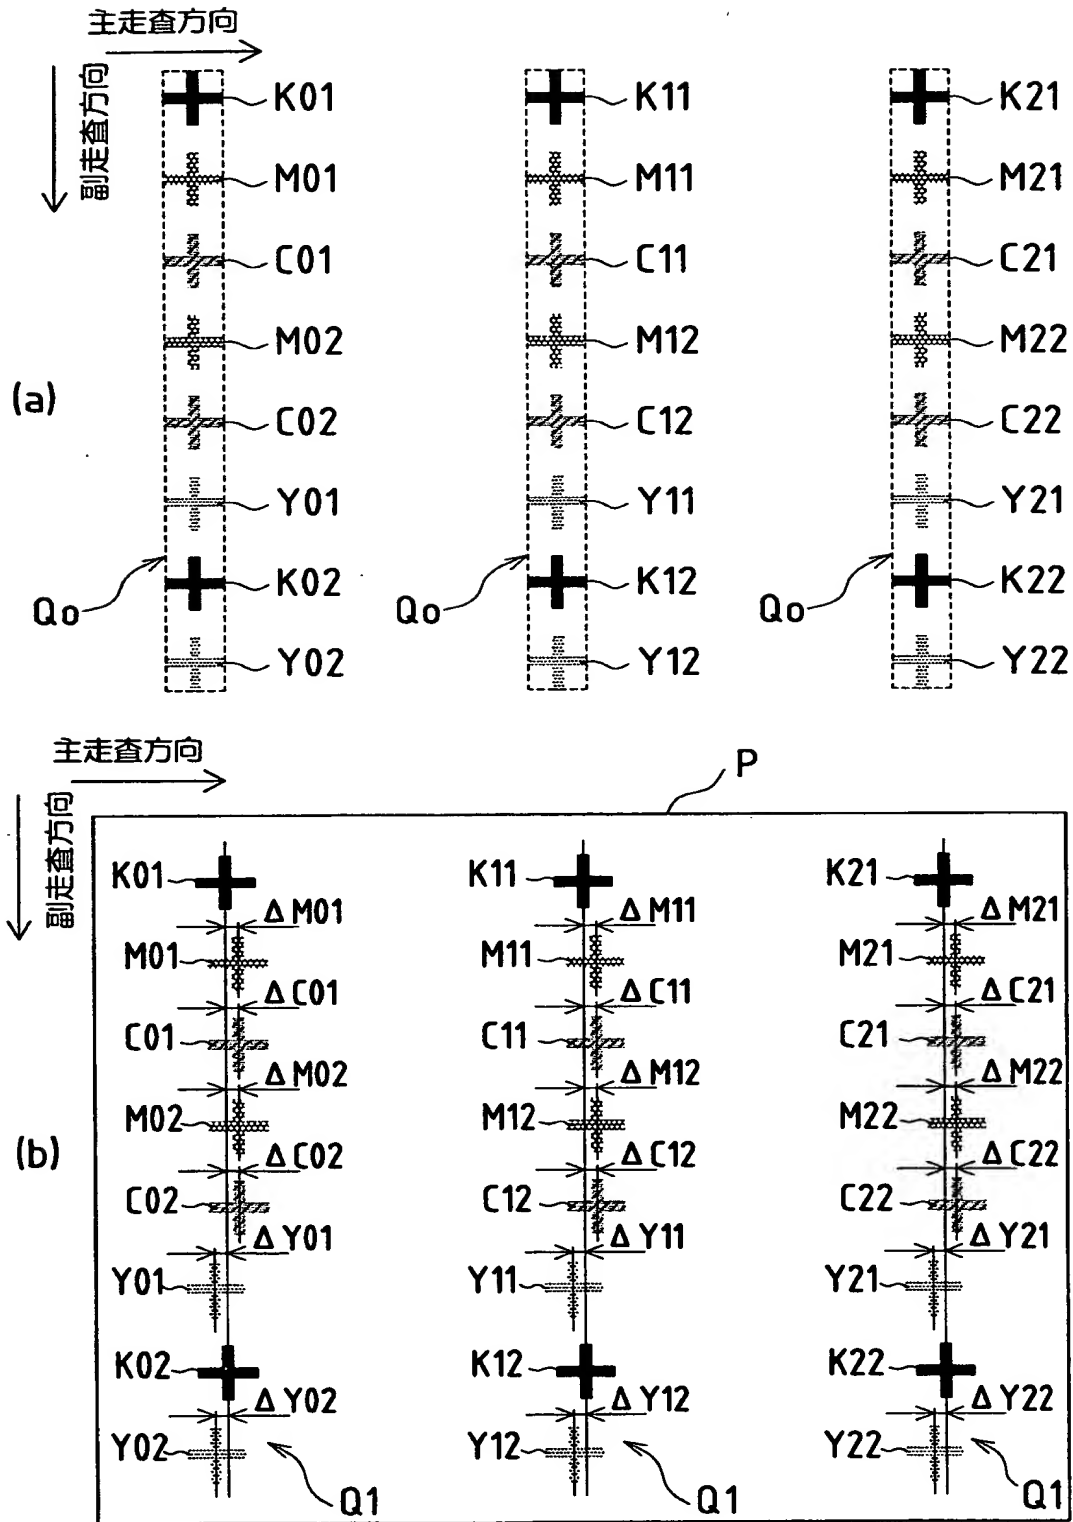 主走査方向
副走査方向
K01 K11 K21
M01 M11 M21
C01 C11 C21
M02 M12 M22
(a)
C02 C12 C22
Y01 Y11 Y21
K02 K12 K22
Qo Qo Qo
Y02 Y12 Y22
主走査方向
副走査方向
P
K01 K11 K21
ΔM01 ΔM11 ΔM21
M01 M11 M21
ΔC01 ΔC11 ΔC21
C01 C11 C21
ΔM02 ΔM12 ΔM22
M02 M12 M22
(b)
ΔC02 ΔC12 ΔC22
C02 C12 C22
ΔY01 ΔY11 ΔY21
Y01 Y11 Y21
K02 K12 K22
ΔY02 ΔY12 ΔY22
Y02 Y12 Y22
Q1 Q1 Q1